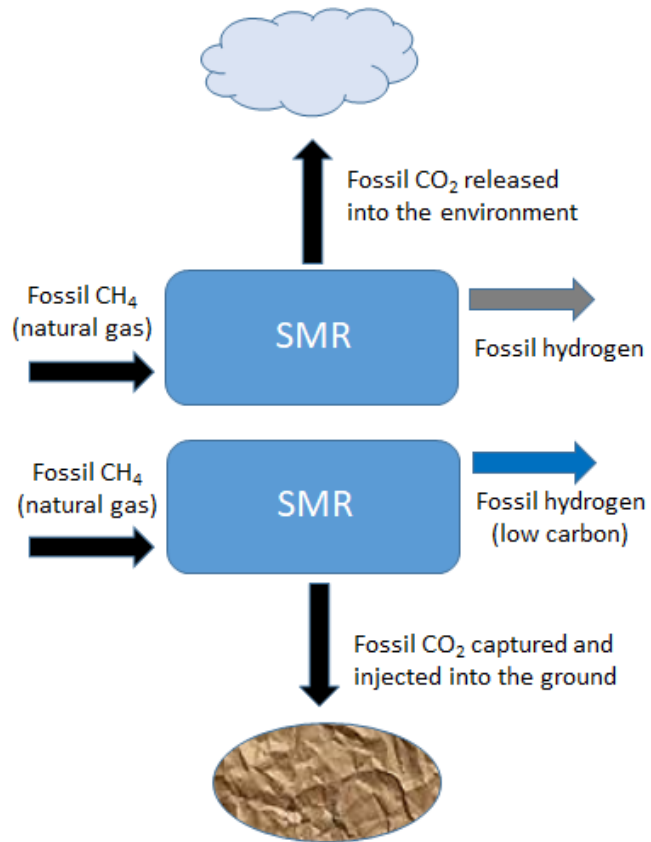 Fossil CO₂ released
into the environment
Fossil CH₄
(natural gas)
SMR
Fossil hydrogen
Fossil CH₄
(natural gas)
SMR
Fossil hydrogen
(low carbon)
Fossil CO₂ captured and
injected into the ground